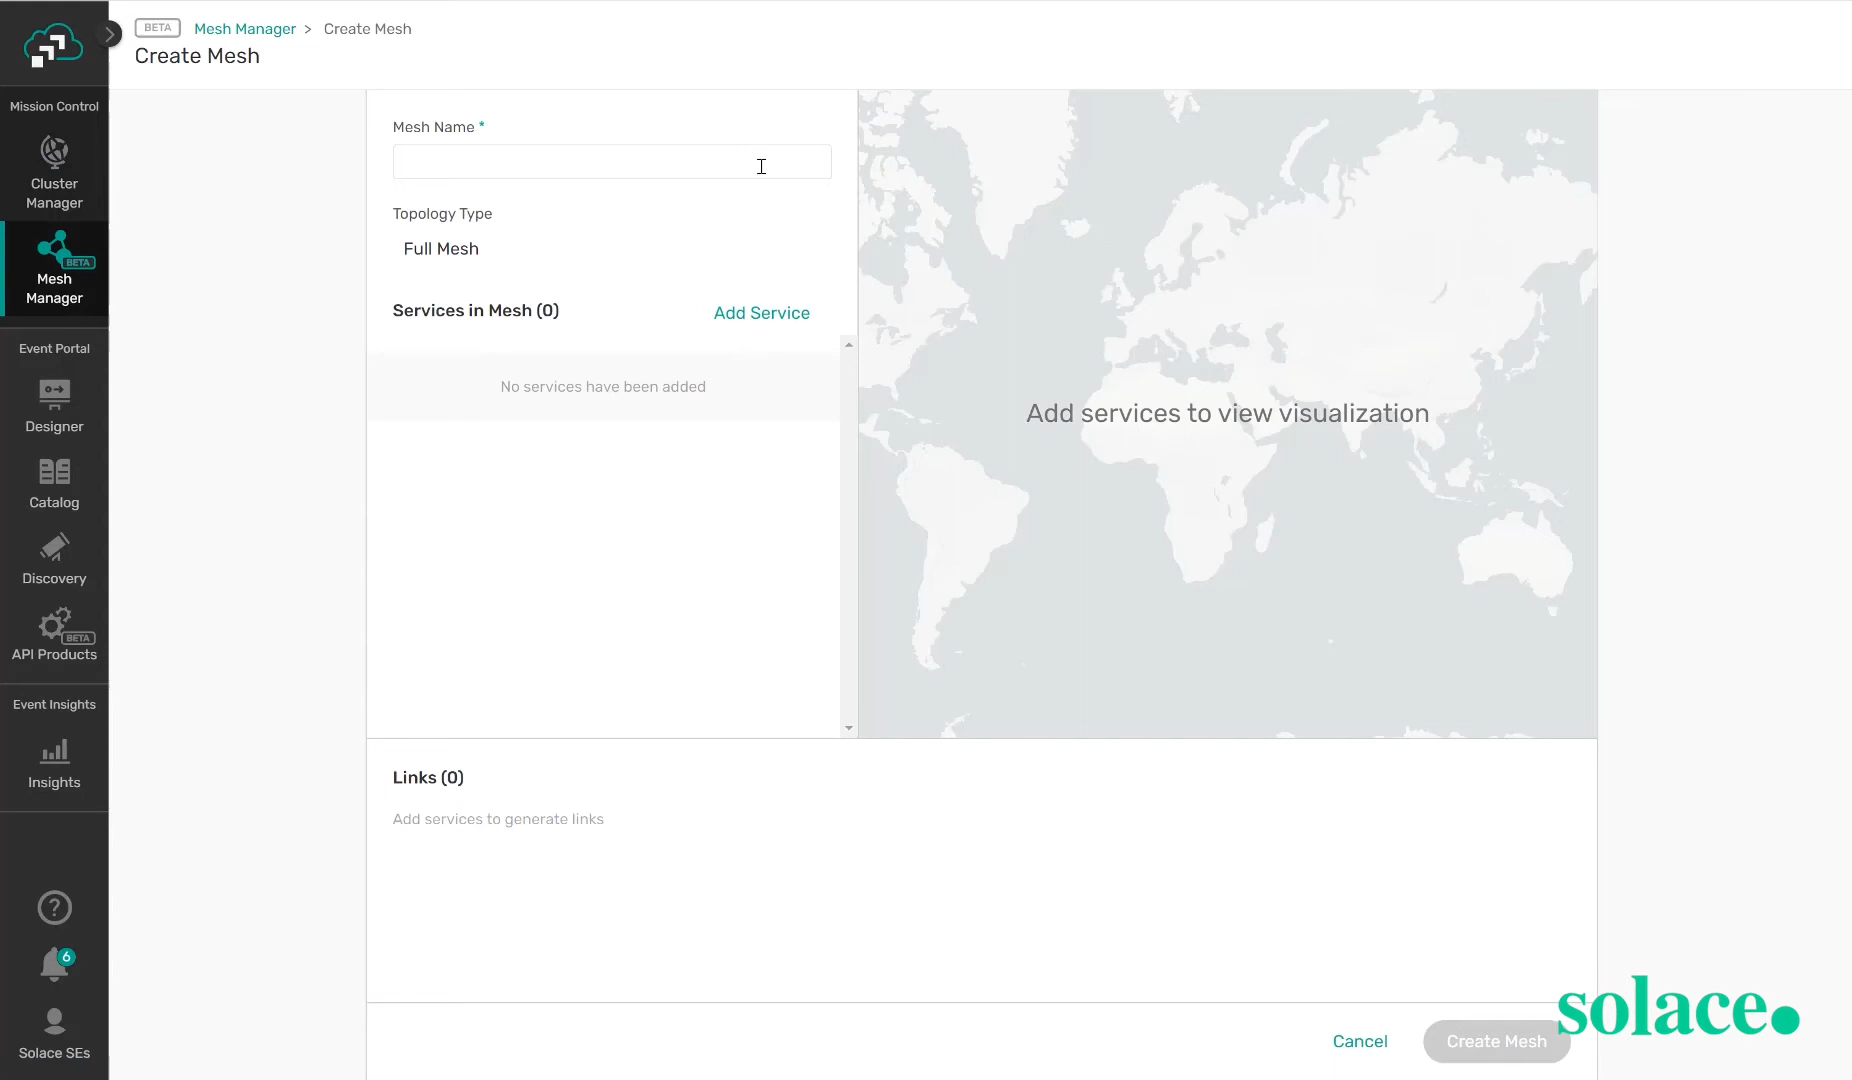 BETA
Mesh Manager > Create Mesh
Create Mesh
Mission Control
Cluster
Manager
BETA
Mesh
Manager
Event Portal
Designer
Catalog
Discovery
BETA
API Products
Event Insights
Insights
6
Solace SEs
Mesh Name *
Topology Type
Full Mesh
Services in Mesh (0)
Add Service
No services have been added
Add services to view visualization
Links (0)
Add services to generate links
Cancel
Create Mesh
solace.